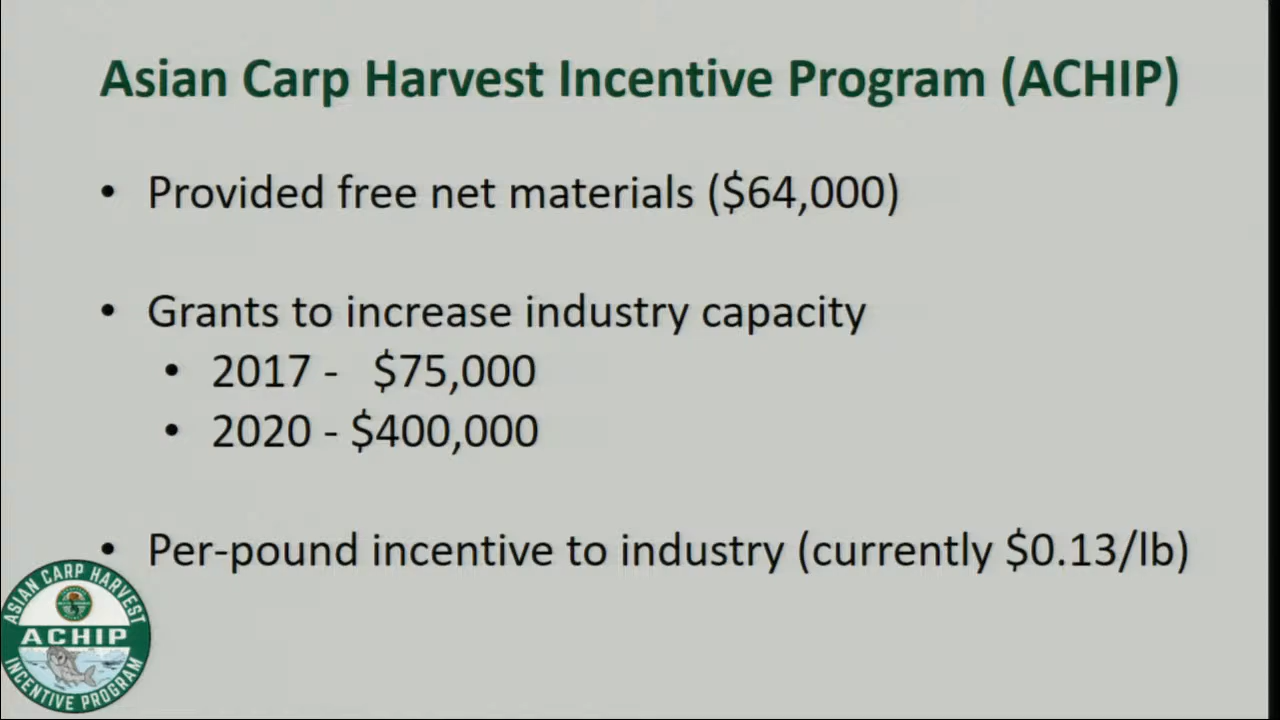 Asian Carp Harvest Incentive Program (ACHIP)
• Provided free net materials ($64,000)
• Grants to increase industry capacity
• 2017 - $75,000
• 2020 - $400,000
• Per-pound incentive to industry (currently $0.13/lb)
ASIAN CARP HARVEST
ACHIP
INCENTIVE PROGRAM